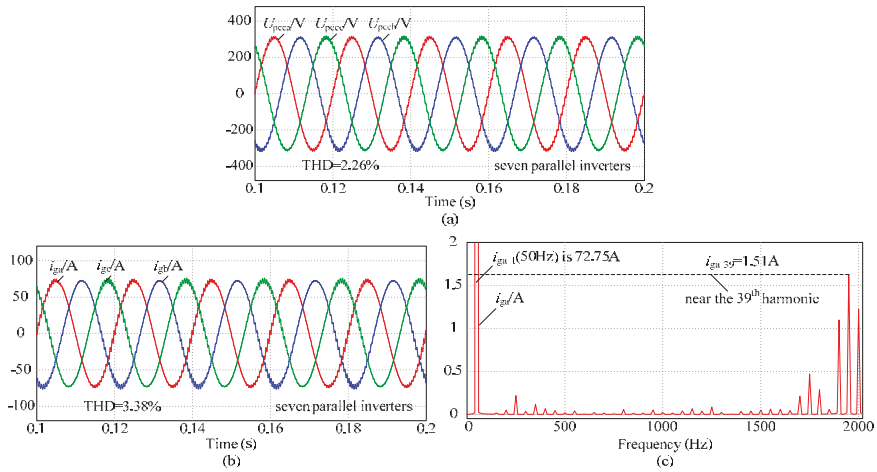 400
200
0
-200
-400
U_pcca/V U_pccc/V U_pccb/V
THD=2.26% seven parallel inverters
0.1 0.12 0.14 0.16 0.18 0.2
Time (s)
(a)
100
50
0
-50
-100
i_ga/A i_gc/A i_gb/A
THD=3.38% seven parallel inverters
0.1 0.12 0.14 0.16 0.18 0.2
Time (s)
(b)
2
1.5
1
0.5
0
i_ga 1(50Hz) is 72.75A
i_ga/A
i_ga 39=1.51A
near the 39th harmonic
0 500 1000 1500 2000
Frequency (Hz)
(c)